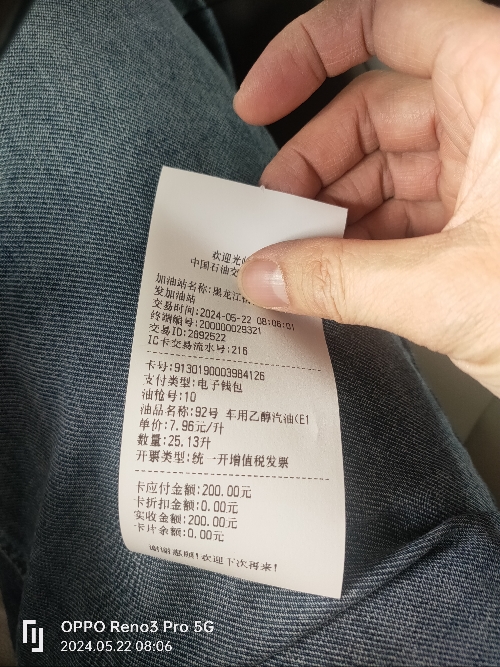 欢迎光
中国石油交
加油站名称:黑龙江
发加油站
交易时间:2024-05-22 08:06:01
终端编号:200000029321
交易ID:2892522
IC卡交易流水号:216
卡号:9130190003984126
支付类型:电子钱包
油枪号:10
油品名称:92号 车用乙醇汽油(E1
单价:7.96元/升
数量:25.13升
开票类型:统一开增值税发票
卡应付金额:200.00元
卡折扣金额:0.00元
实收金额:200.00元
卡片余额:0.00元
谢谢惠顾!欢迎下次再来!
OPPO Reno3 Pro 5G
2024.05.22 08:06